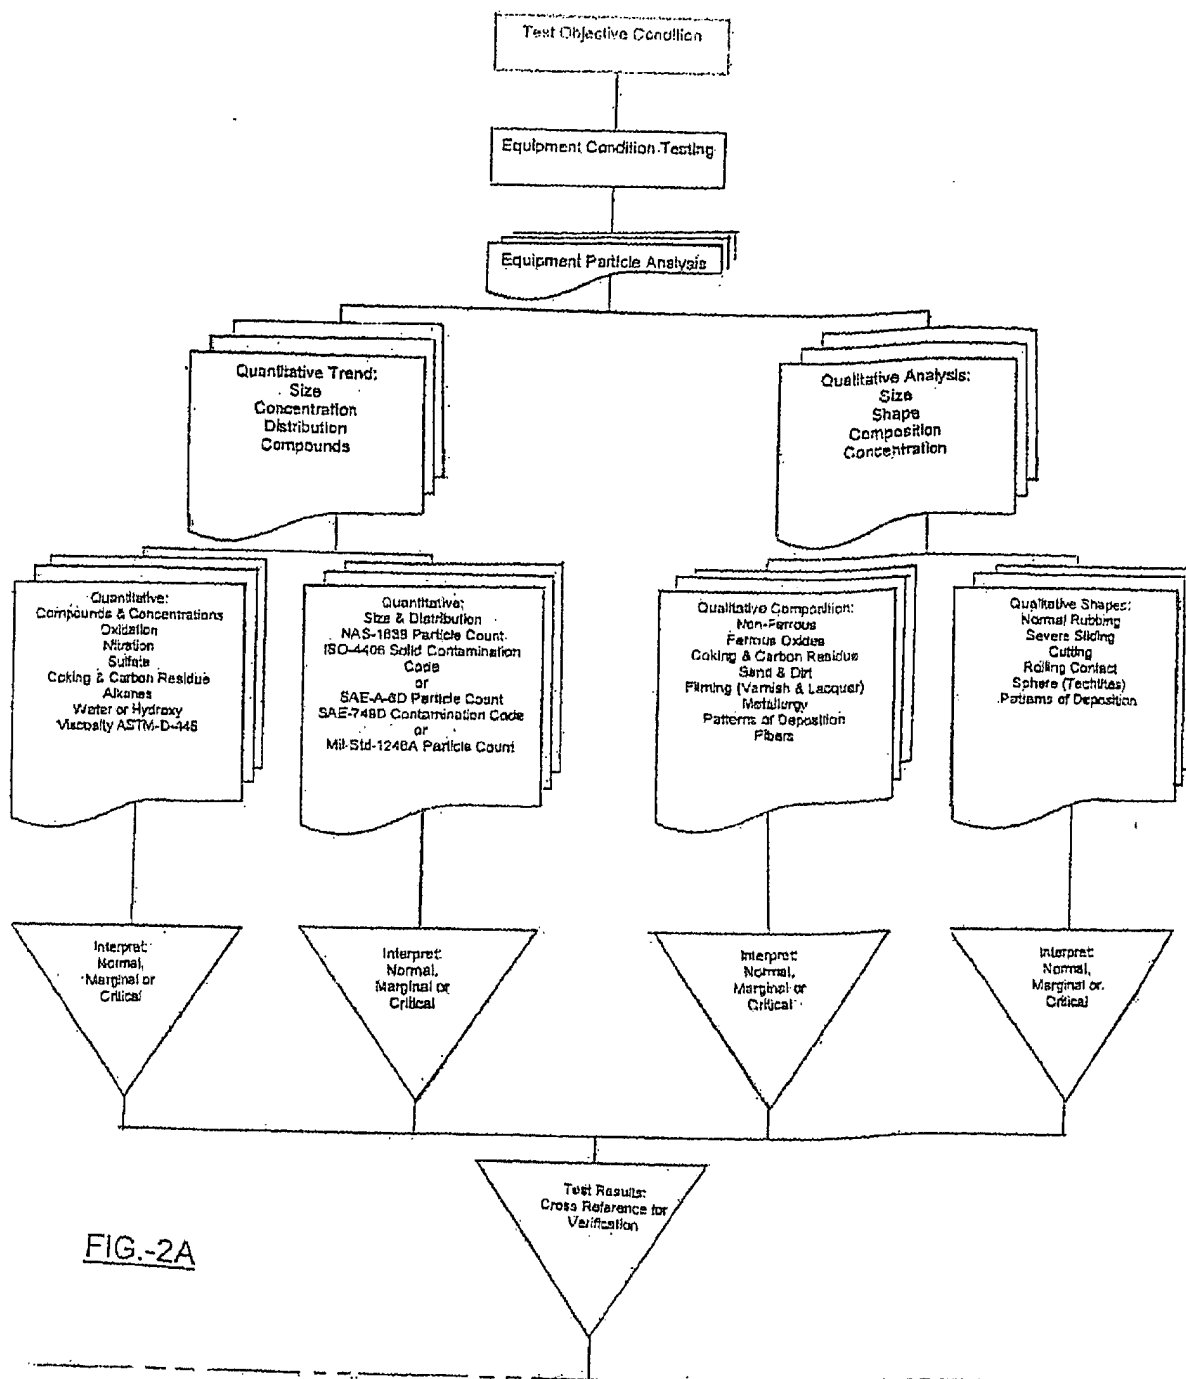 Test Objective Condition
Equipment Condition Testing
Equipment Particle Analysis
Quantitative Trend:
Size
Concentration
Distribution
Compounds
Qualitative Analysis:
Size
Shape
Composition
Concentration
Quantitative:
Compounds & Concentrations
Oxidation
Nitration
Sulfate
Coking & Carbon Residue
Alkanes
Water or Hydroxy
Viscosity ASTM-D-445
Quantitative:
Size & Distribution
NAS-1638 Particle Count
ISO-4406 Solid Contamination
Code
or
SAE-A-6D Particle Count
SAE-749D Contamination Code
or
Mil-Std-1246A Particle Count
Qualitative Composition:
Non-Ferrous
Ferrous Oxides
Coking & Carbon Residue
Sand & Dirt
Filming (Varnish & Lacquer)
Metallurgy
Patterns of Deposition
Fibers
Qualitative Shapes:
Normal Rubbing
Severe Sliding
Cutting
Rolling Contact
Sphere (Techtites)
Patterns of Deposition
Interpret:
Normal,
Marginal or
Critical
Interpret:
Normal,
Marginal or
Critical
Interpret:
Normal,
Marginal or
Critical
Interpret:
Normal,
Marginal or
Critical
Test Results:
Cross Reference for
Verification
FIG.-2A